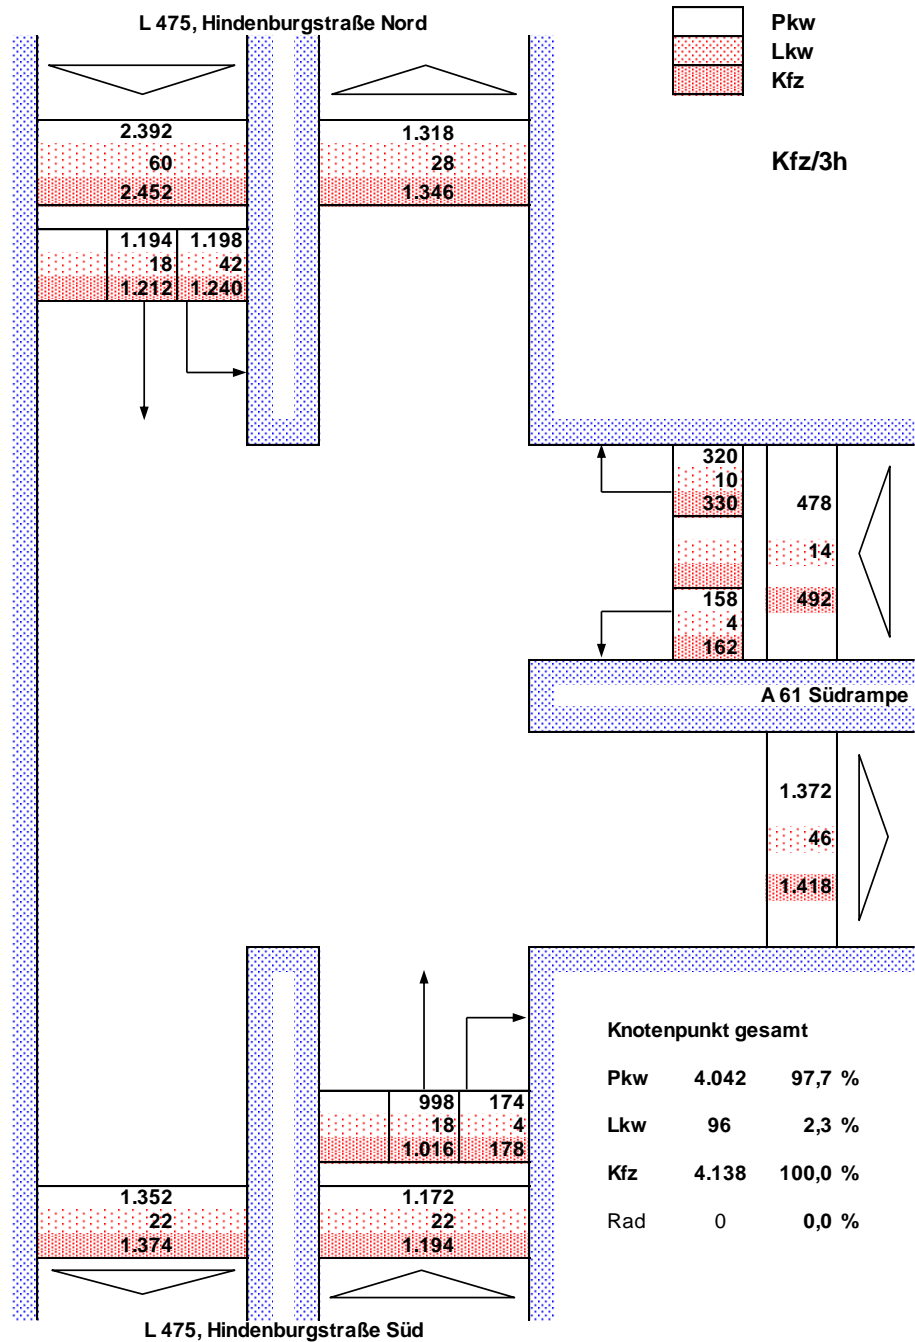 L 475, Hindenburgstraße Nord
Pkw
Lkw
Kfz
Kfz/3h
2.392
60
2.452
1.318
28
1.346
1.194 1.198
18 42
1.212 1.240
320
10
330
158
4
162
478
14
492
A 61 Südrampe
1.372
46
1.418
998 174
18 4
1.016 178
1.352
22
1.374
1.172
22
1.194
L 475, Hindenburgstraße Süd
Knotenpunkt gesamt
Pkw 4.042 97,7 %
Lkw 96 2,3 %
Kfz 4.138 100,0 %
Rad 0 0,0 %